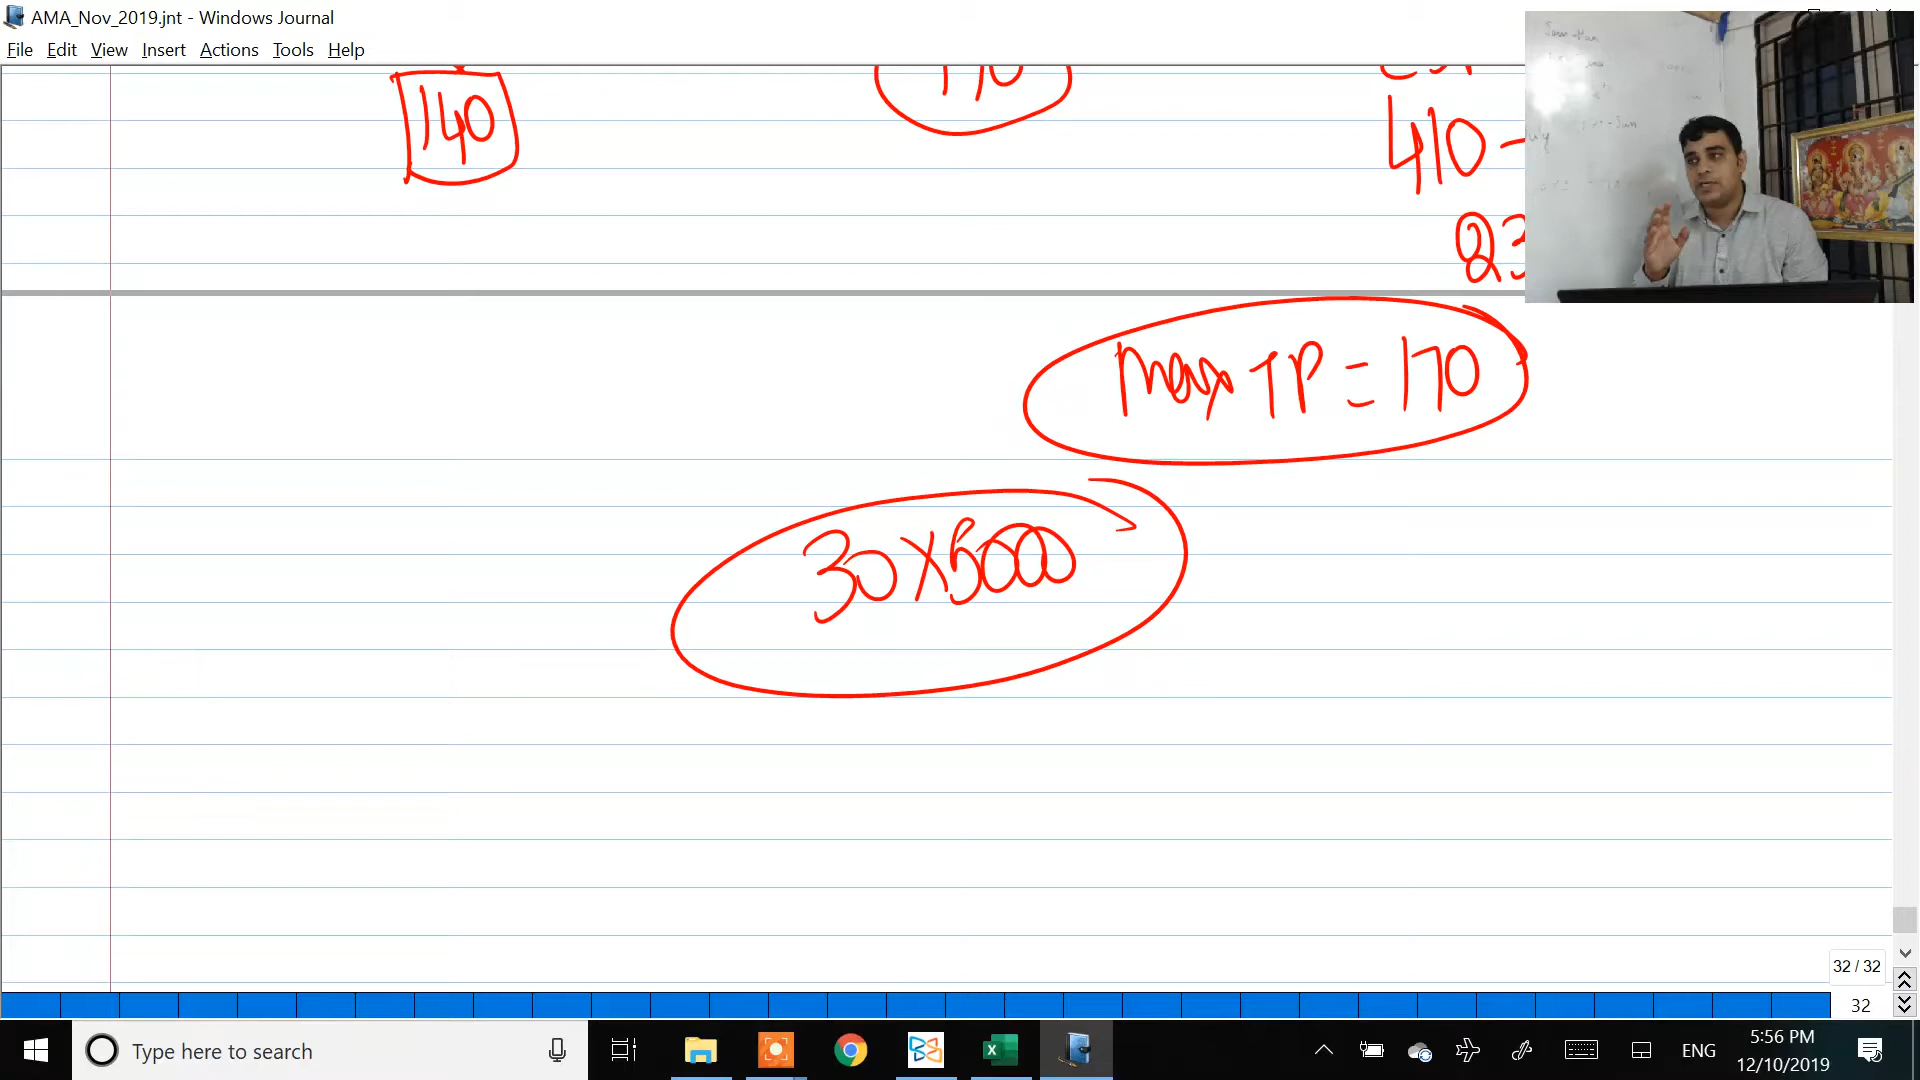 AMA_Nov_2019.jnt - Windows Journal
File Edit View Insert Actions Tools Help
140
410 -
Max TP = 170
30 X 5000
32 / 32
32
Type here to search
ENG
5:56 PM
12/10/2019